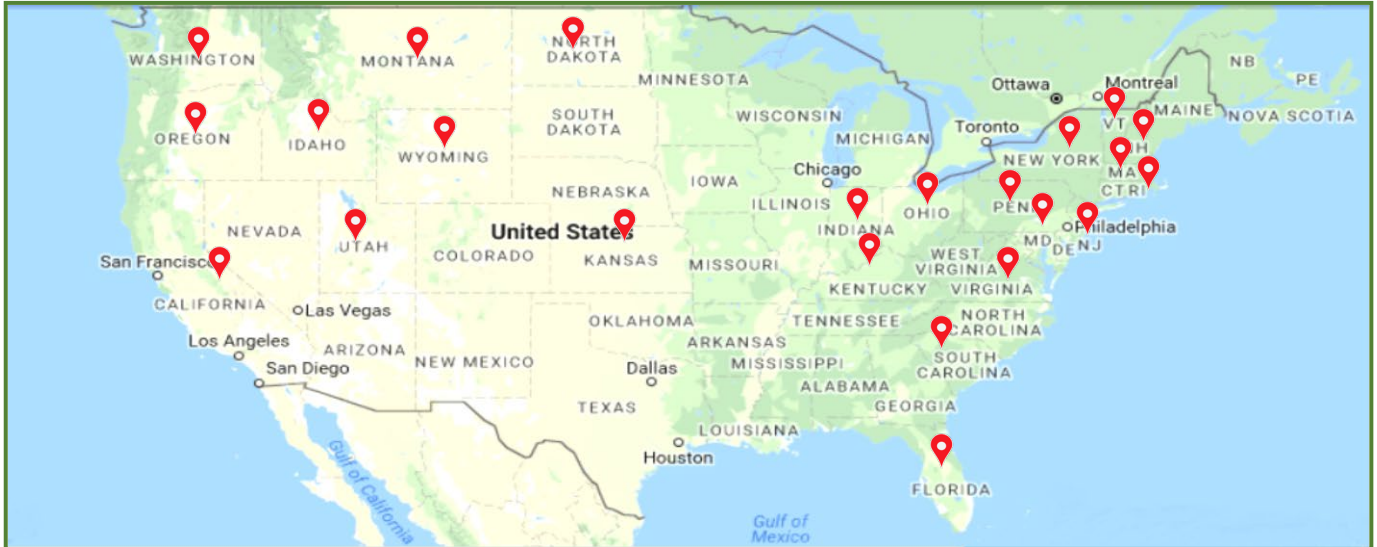 WASHINGTON
MONTANA
NORTH
DAKOTA
MINNESOTA
Ottawa
Montreal
NB
PE
MAINE
NOVA SCOTIA
VT
OREGON
IDAHO
WYOMING
SOUTH
DAKOTA
WISCONSIN
MICHIGAN
Toronto
NEW YORK
MA
CT RI
Chicago
IOWA
NEBRASKA
ILLINOIS
INDIANA
OHIO
PENN
Philadelphia
MD
DE
NJ
NEVADA
UTAH
COLORADO
United States
KANSAS
MISSOURI
WEST
VIRGINIA
KENTUCKY
VIRGINIA
San Francisco
CALIFORNIA
Las Vegas
Los Angeles
San Diego
ARIZONA
NEW MEXICO
OKLAHOMA
ARKANSAS
TENNESSEE
NORTH
CAROLINA
SOUTH
CAROLINA
MISSISSIPPI
ALABAMA
GEORGIA
Dallas
TEXAS
LOUISIANA
Houston
FLORIDA
Gulf of California
Gulf of
Mexico